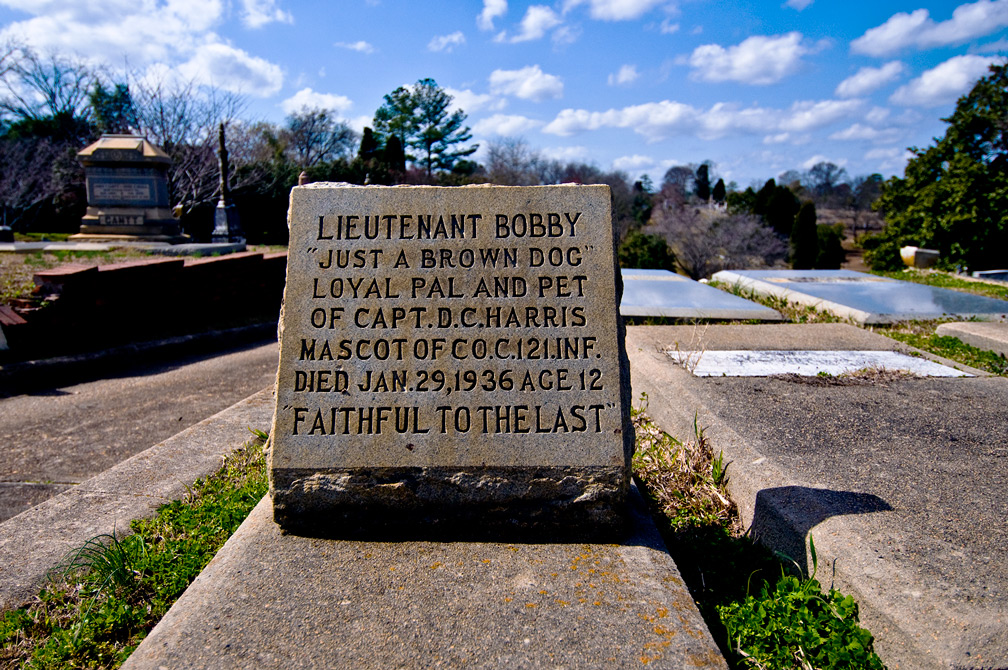 LIEUTENANT BOBBY
"JUST A BROWN DOG"
LOYAL PAL AND PET
OF CAPT. D.C. HARRIS
MASCOT OF CO. C. 121. INF.
DIED JAN. 29, 1936 AGE 12
"FAITHFUL TO THE LAST"
CANTY